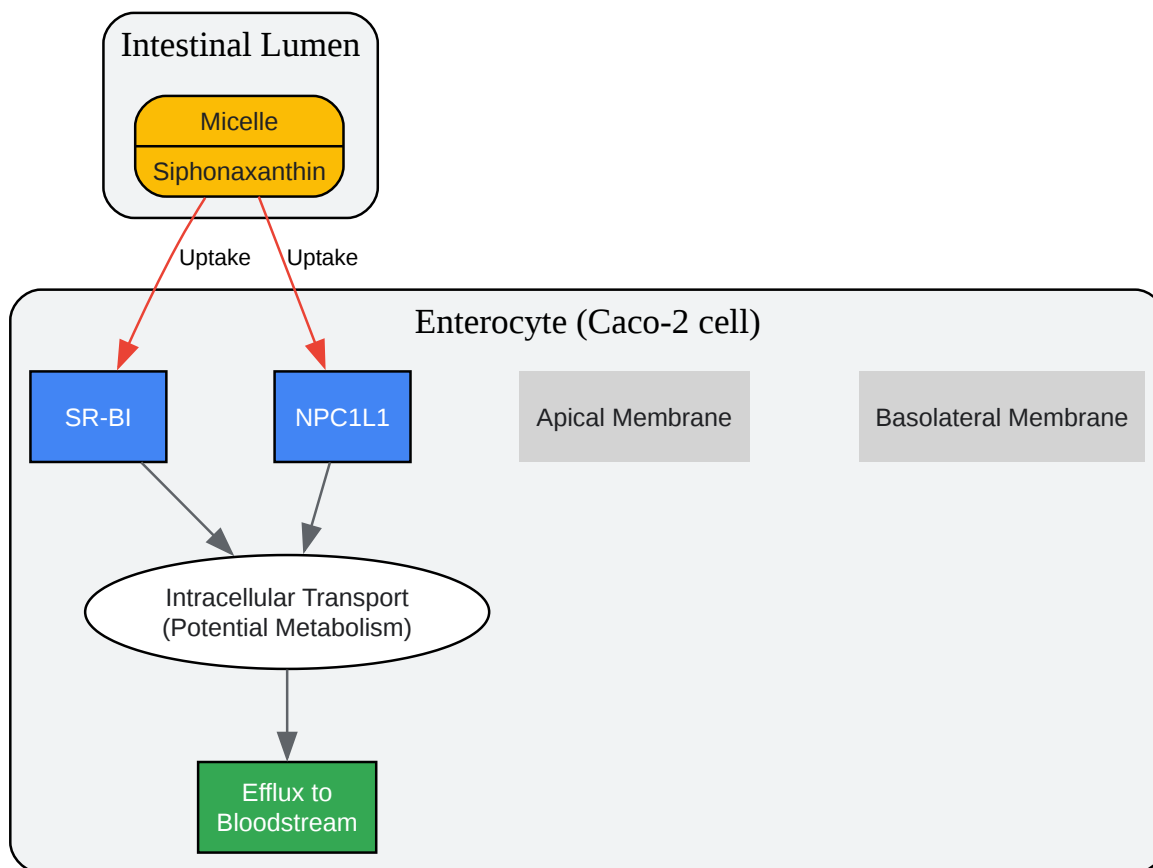 Intestinal Lumen
Micelle
Siphonaxanthin
Uptake
Uptake
Enterocyte (Caco-2 cell)
SR-BI
NPC1L1
Apical Membrane
Basolateral Membrane
Intracellular Transport
(Potential Metabolism)
Efflux to
Bloodstream